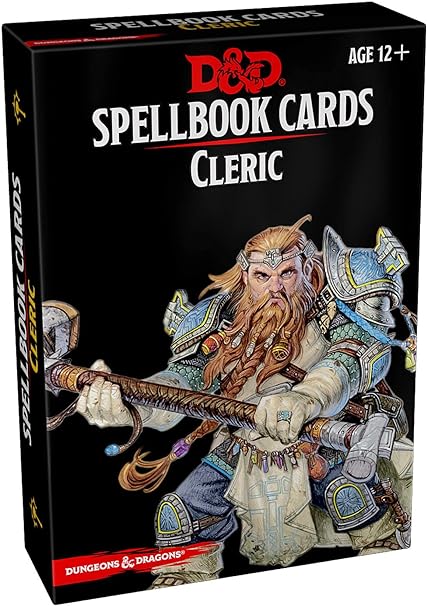 D&D®
AGE 12+
SPELLBOOK CARDS
CLERIC
SPELLBOOK CARDS
CLERIC
DUNGEONS & DRAGONS®